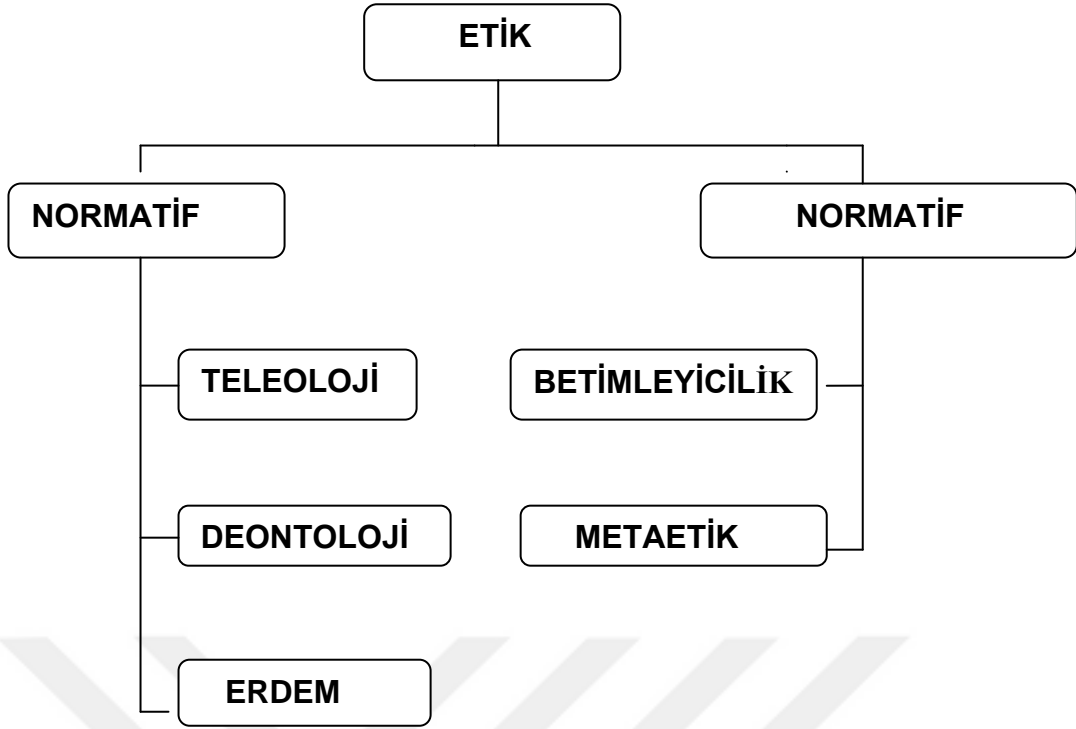 ETİK
NORMATİF
NORMATİF
TELEOLOJİ
BETİMLEYİCİLİK
DEONTOLOJİ
METAETİK
ERDEM